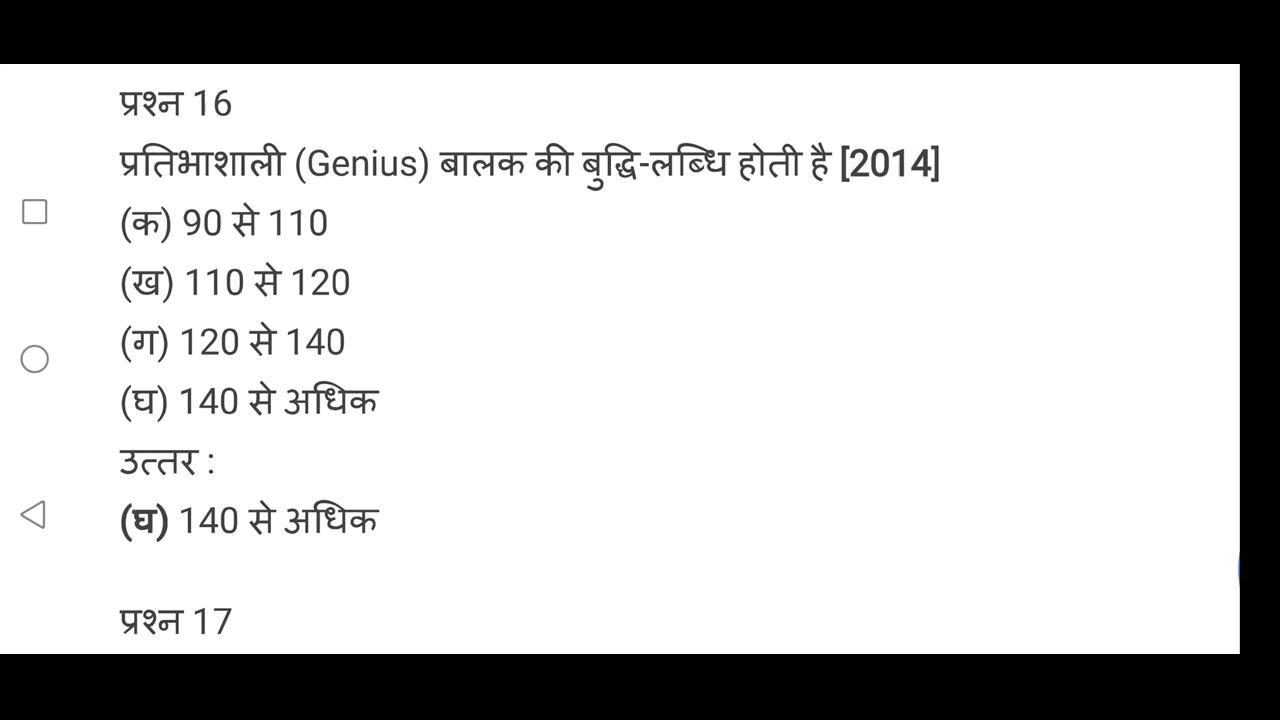 प्रश्न 16
प्रतिभाशाली (Genius) बालक की बुद्धि-लब्धि होती है [2014]
(क) 90 से 110
(ख) 110 से 120
(ग) 120 से 140
(घ) 140 से अधिक
उत्तर :
(घ) 140 से अधिक
प्रश्न 17